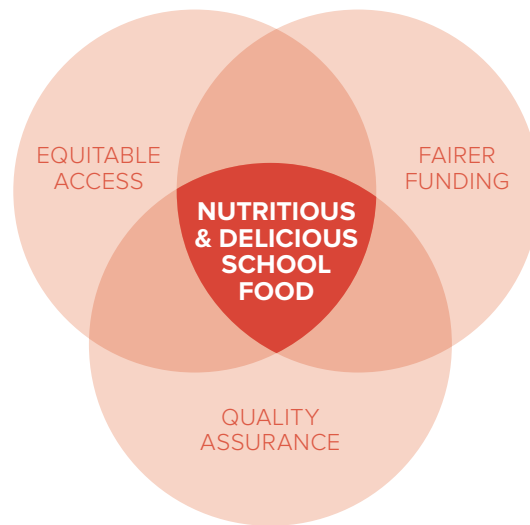 EQUITABLE
ACCESS
FAIRER
FUNDING
NUTRITIOUS
& DELICIOUS
SCHOOL
FOOD
QUALITY
ASSURANCE